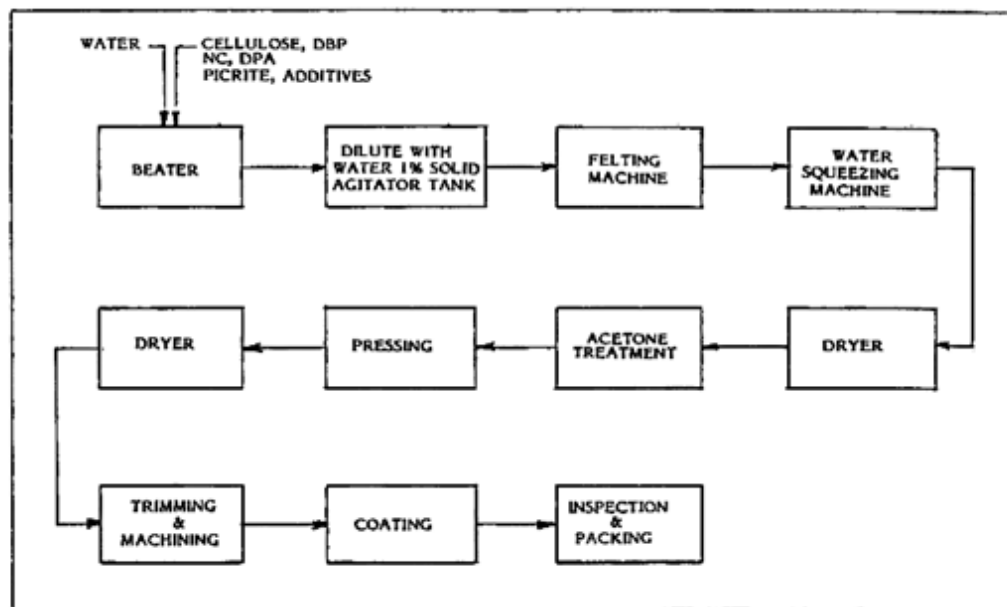 WATER
CELLULOSE, DBP
NC, DPA
PICRITE, ADDITIVES
BEATER
DILUTE WITH
WATER 1% SOLID
AGITATOR TANK
FELTING
MACHINE
WATER
SQUEEZING
MACHINE
DRYER
PRESSING
ACETONE
TREATMENT
DRYER
TRIMMING
&
MACHINING
COATING
INSPECTION
&
PACKING